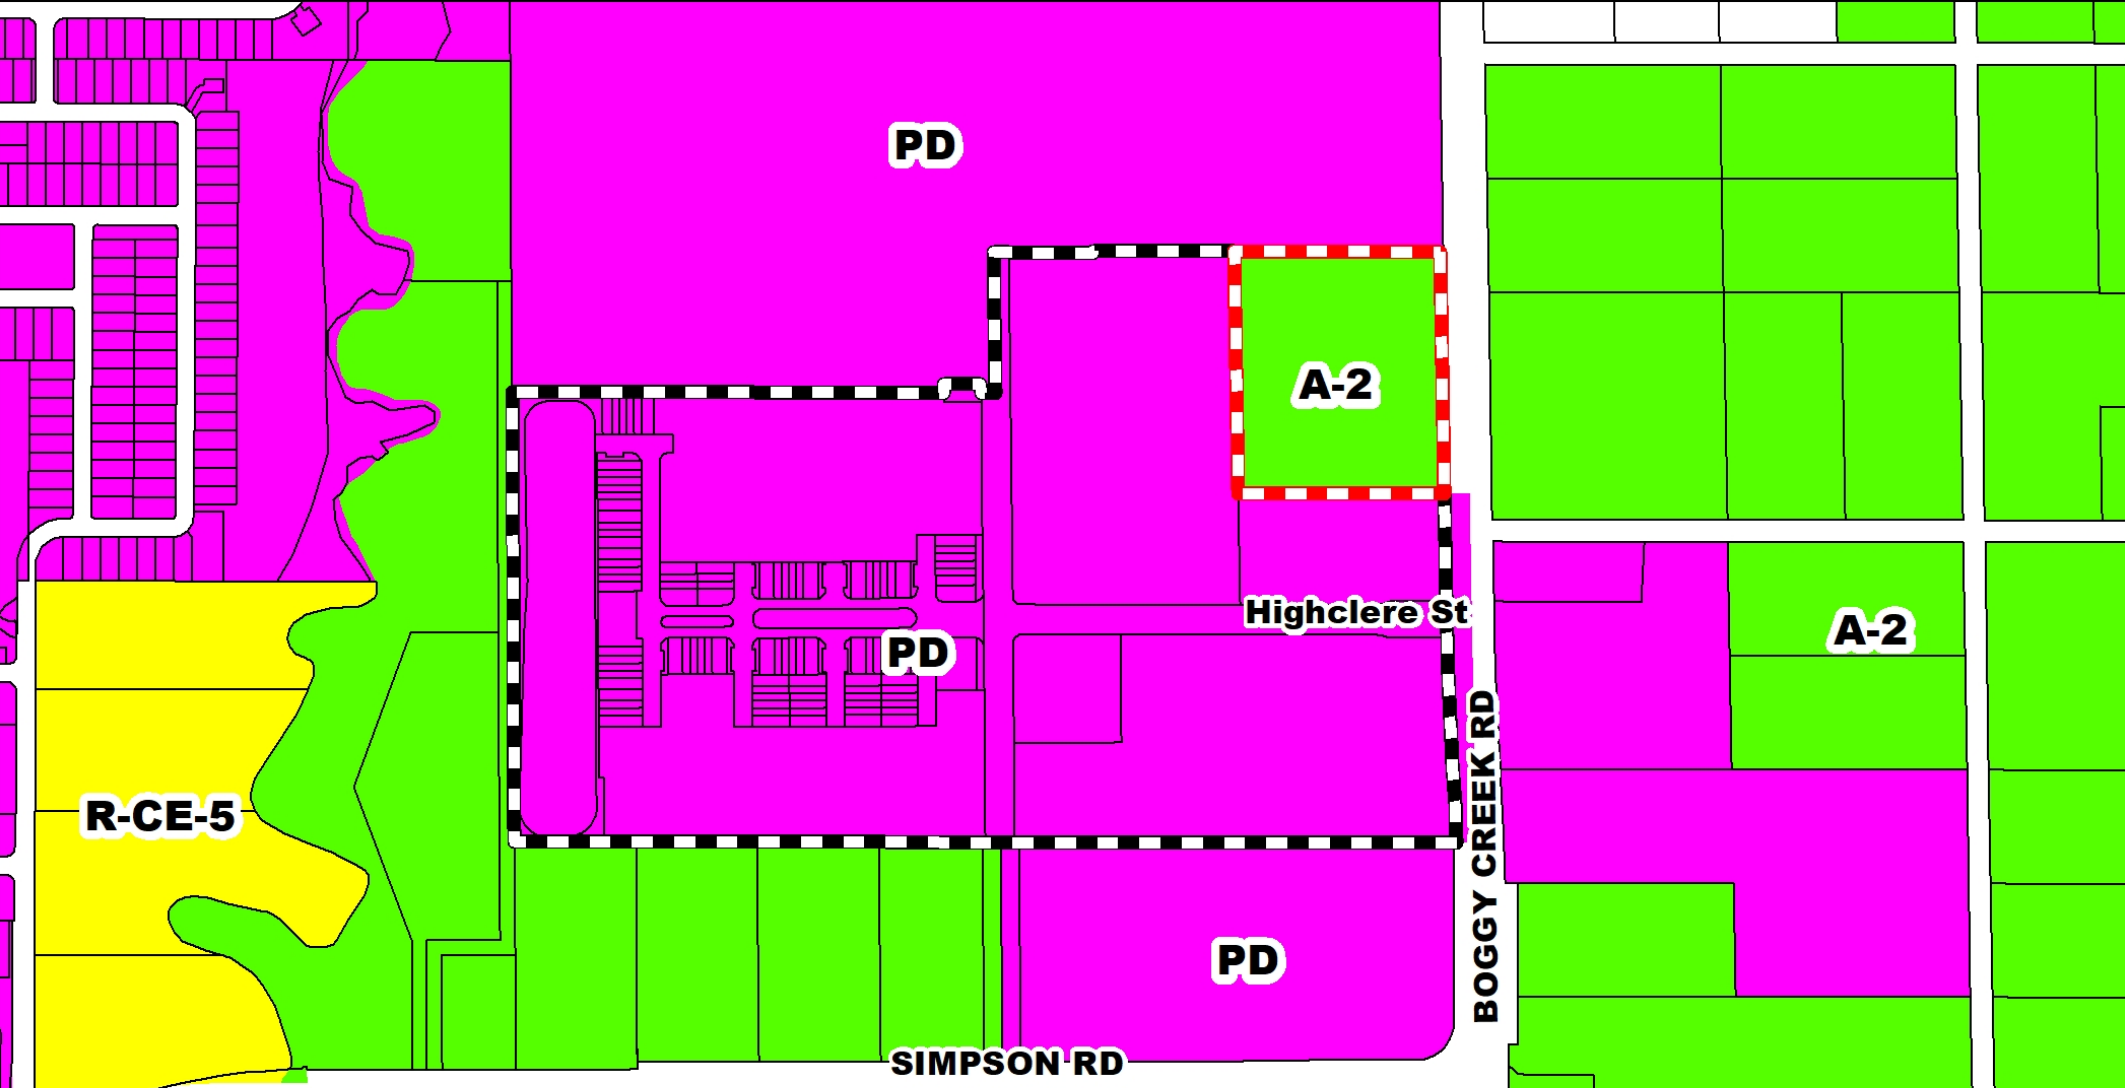 PD
A-2
Highclere St
A-2
PD
BOGGY CREEK RD
R-CE-5
PD
SIMPSON RD